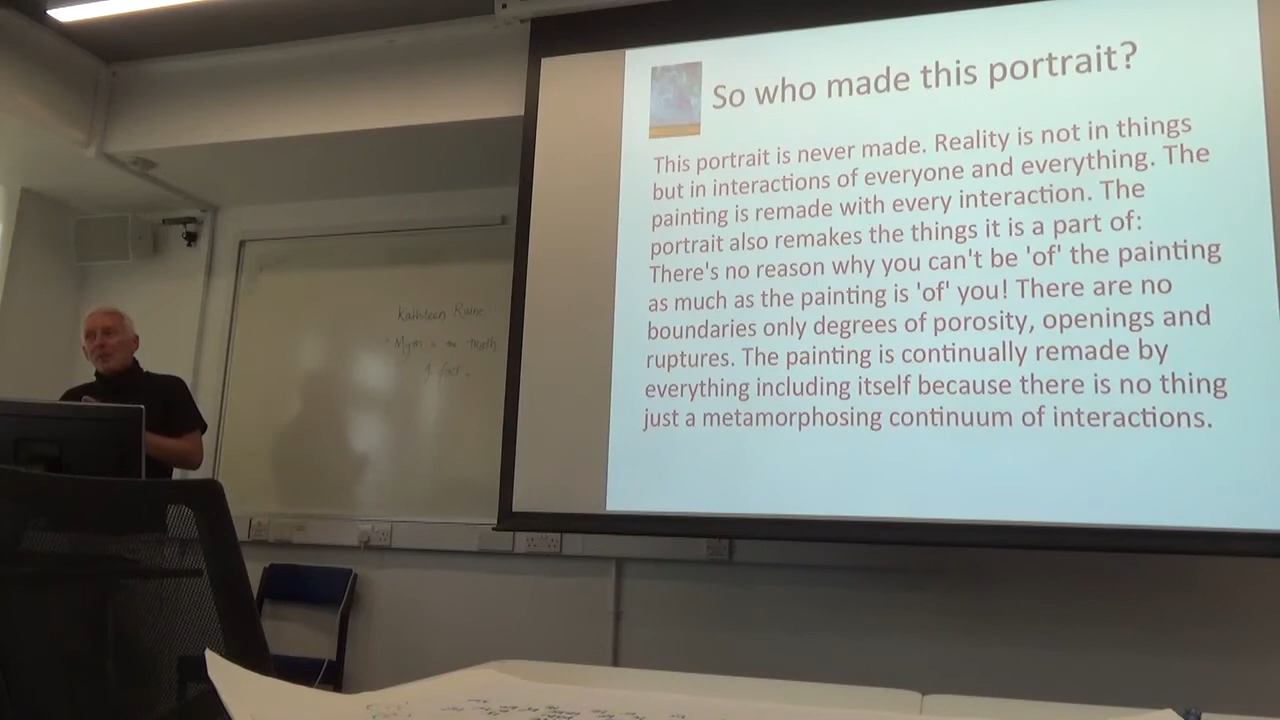 So who made this portrait?
This portrait is never made. Reality is not in things
but in interactions of everyone and everything. The
painting is remade with every interaction. The
portrait also remakes the things it is a part of:
There's no reason why you can't be 'of' the painting
as much as the painting is 'of' you! There are no
boundaries only degrees of porosity, openings and
ruptures. The painting is continually remade by
everything including itself because there is no thing
just a metamorphosing continuum of interactions.
Kathleen Raine
Myth is the truth
of fact.